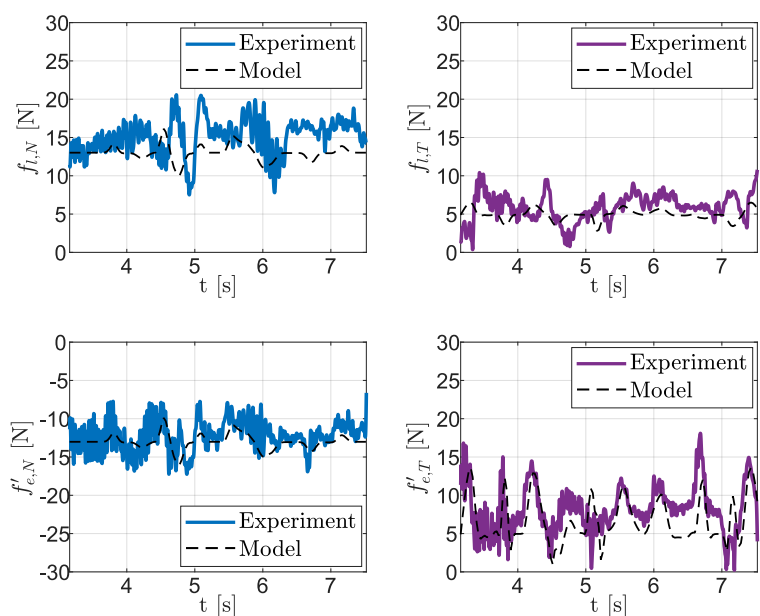 30
25
20
15
10
5
0
f_{l,N} [N]
Experiment
Model
4 5 6 7
t [s]
30
25
20
15
10
5
0
f_{l,T} [N]
Experiment
Model
4 5 6 7
t [s]
0
-5
-10
-15
-20
-25
-30
f'_{e,N} [N]
Experiment
Model
4 5 6 7
t [s]
30
25
20
15
10
5
0
f'_{e,T} [N]
Experiment
Model
4 5 6 7
t [s]